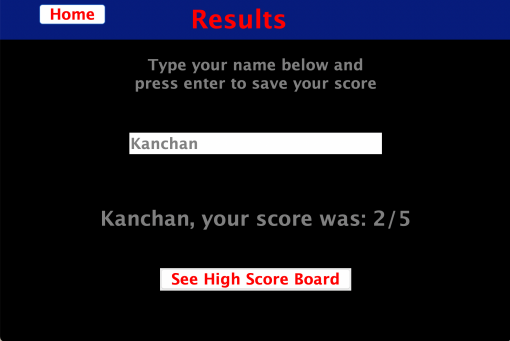 Home
Results
Type your name below and
press enter to save your score
Kanchan
Kanchan, your score was: 2/5
See High Score Board